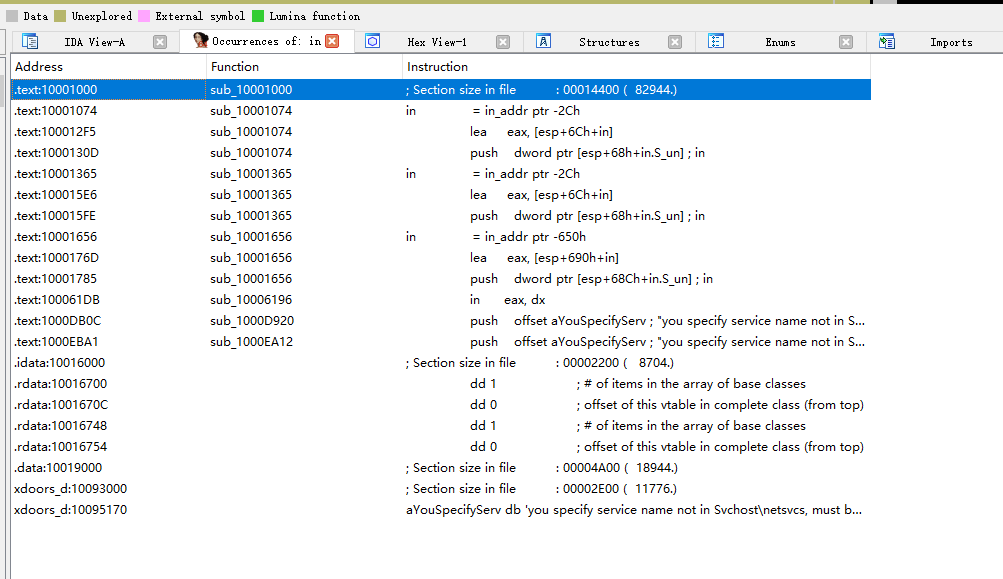 Data Unexplored External symbol Lumina function
IDA View-A Occurrences of: in Hex View-1 Structures Enums Imports
Address Function Instruction
.text:10001000 sub_10001000 ; Section size in file : 00014400 ( 82944.)
.text:10001074 sub_10001074 in = in_addr ptr -2Ch
.text:100012F5 sub_10001074 lea eax, [esp+6Ch+in]
.text:1000130D sub_10001074 push dword ptr [esp+68h+in.S_un] ; in
.text:10001365 sub_10001365 in = in_addr ptr -2Ch
.text:100015E6 sub_10001365 lea eax, [esp+6Ch+in]
.text:100015FE sub_10001365 push dword ptr [esp+68h+in.S_un] ; in
.text:10001656 sub_10001656 in = in_addr ptr -650h
.text:1000176D sub_10001656 lea eax, [esp+690h+in]
.text:10001785 sub_10001656 push dword ptr [esp+68Ch+in.S_un] ; in
.text:100061DB sub_10006196 in eax, dx
.text:1000DB0C sub_1000D920 push offset aYouSpecifyServ ; "you specify service name not in S...
.text:1000EBA1 sub_1000EA12 push offset aYouSpecifyServ ; "you specify service name not in S...
.idata:10016000 ; Section size in file : 00002200 ( 8704.)
.rdata:10016700 dd 1 ; # of items in the array of base classes
.rdata:1001670C dd 0 ; offset of this vtable in complete class (from top)
.rdata:10016748 dd 1 ; # of items in the array of base classes
.rdata:10016754 dd 0 ; offset of this vtable in complete class (from top)
.data:10019000 ; Section size in file : 00004A00 ( 18944.)
xdoors_d:10093000 ; Section size in file : 00002E00 ( 11776.)
xdoors_d:10095170 aYouSpecifyServ db 'you specify service name not in Svchost\netsvcs, must b...